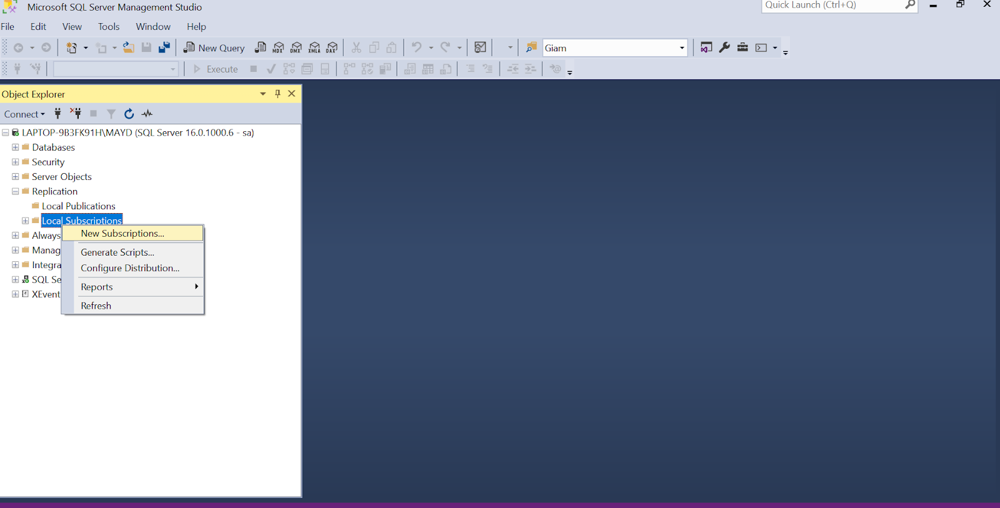 Microsoft SQL Server Management Studio
Quick Launch (Ctrl+Q)
File Edit View Tools Window Help
New Query MDX DMX XMLA DAX Giam
Execute
Object Explorer
Connect
LAPTOP-9B3FK91H\MAYD (SQL Server 16.0.1000.6 - sa)
Databases
Security
Server Objects
Replication
Local Publications
Local Subscriptions
Always
Manag
Integra
SQL Se
XEvent
New Subscriptions...
Generate Scripts...
Configure Distribution...
Reports
Refresh